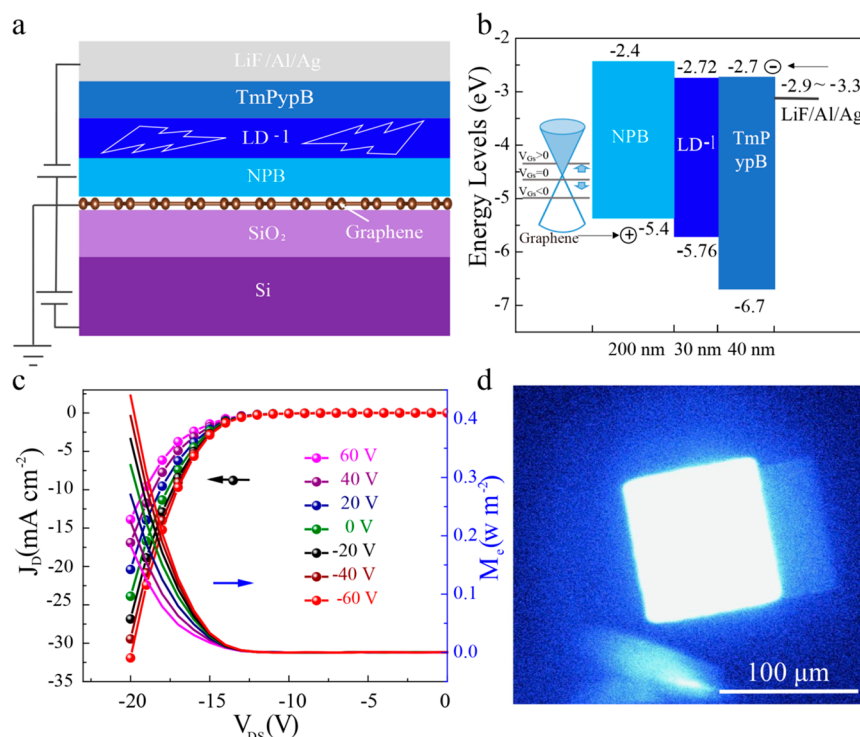 a
LiF/Al/Ag
TmPypB
LD-1
NPB
Graphene
SiO₂
Si
b
Energy Levels (eV)
-2
-3
-4
-5
-6
-7
-2.4
-2.72
-2.7
-2.9~ -3.3
LiF/Al/Ag
NPB
LD-1
TmP
ypB
V_Gs>0
V_Gs=0
V_Gs<0
Graphene
-5.4
-5.76
-6.7
200 nm
30 nm
40 nm
c
J_D(mA cm⁻²)
0
-5
-10
-15
-20
-25
-30
-35
60 V
40 V
20 V
0 V
-20 V
-40 V
-60 V
0.4
0.3
0.2
0.1
0.0
M_e(w m⁻²)
-20
-15
-10
-5
0
V_DS(V)
d
100 μm